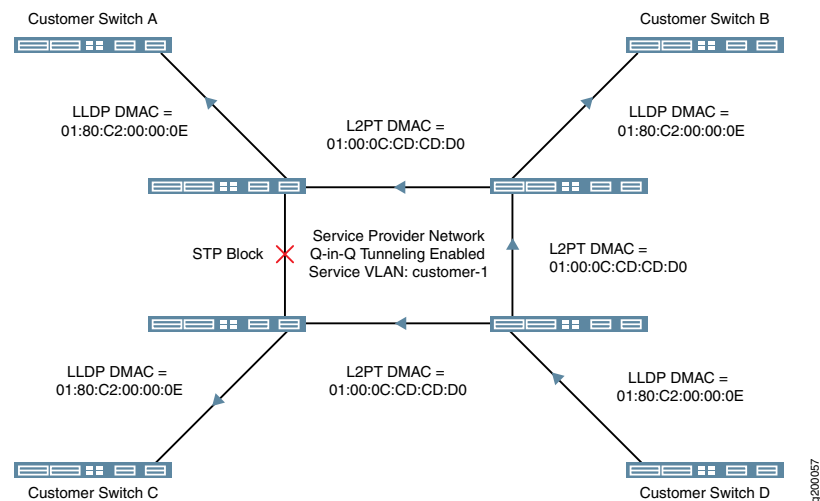 Customer Switch A
Customer Switch B
LLDP DMAC =
01:80:C2:00:00:0E
L2PT DMAC =
01:00:0C:CD:CD:D0
LLDP DMAC =
01:80:C2:00:00:0E
STP Block
Service Provider Network
Q-in-Q Tunneling Enabled
Service VLAN: customer-1
L2PT DMAC =
01:00:0C:CD:CD:D0
LLDP DMAC =
01:80:C2:00:00:0E
L2PT DMAC =
01:00:0C:CD:CD:D0
LLDP DMAC =
01:80:C2:00:00:0E
Customer Switch C
Customer Switch D
g200057